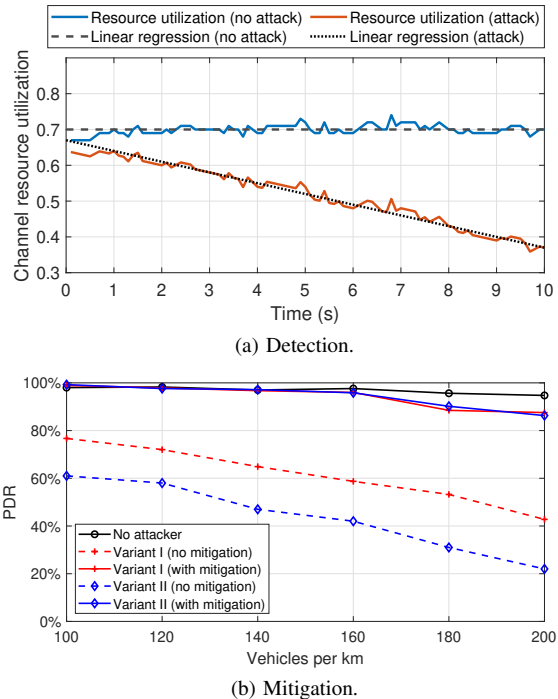 Resource utilization (no attack) Resource utilization (attack)
Linear regression (no attack) Linear regression (attack)
Channel resource utilization
0.8
0.7
0.6
0.5
0.4
0.3
0 1 2 3 4 5 6 7 8 9 10
Time (s)
(a) Detection.
100%
80%
60%
40%
20%
0%
PDR
No attacker
Variant I (no mitigation)
Variant I (with mitigation)
Variant II (no mitigation)
Variant II (with mitigation)
100 120 140 160 180 200
Vehicles per km
(b) Mitigation.